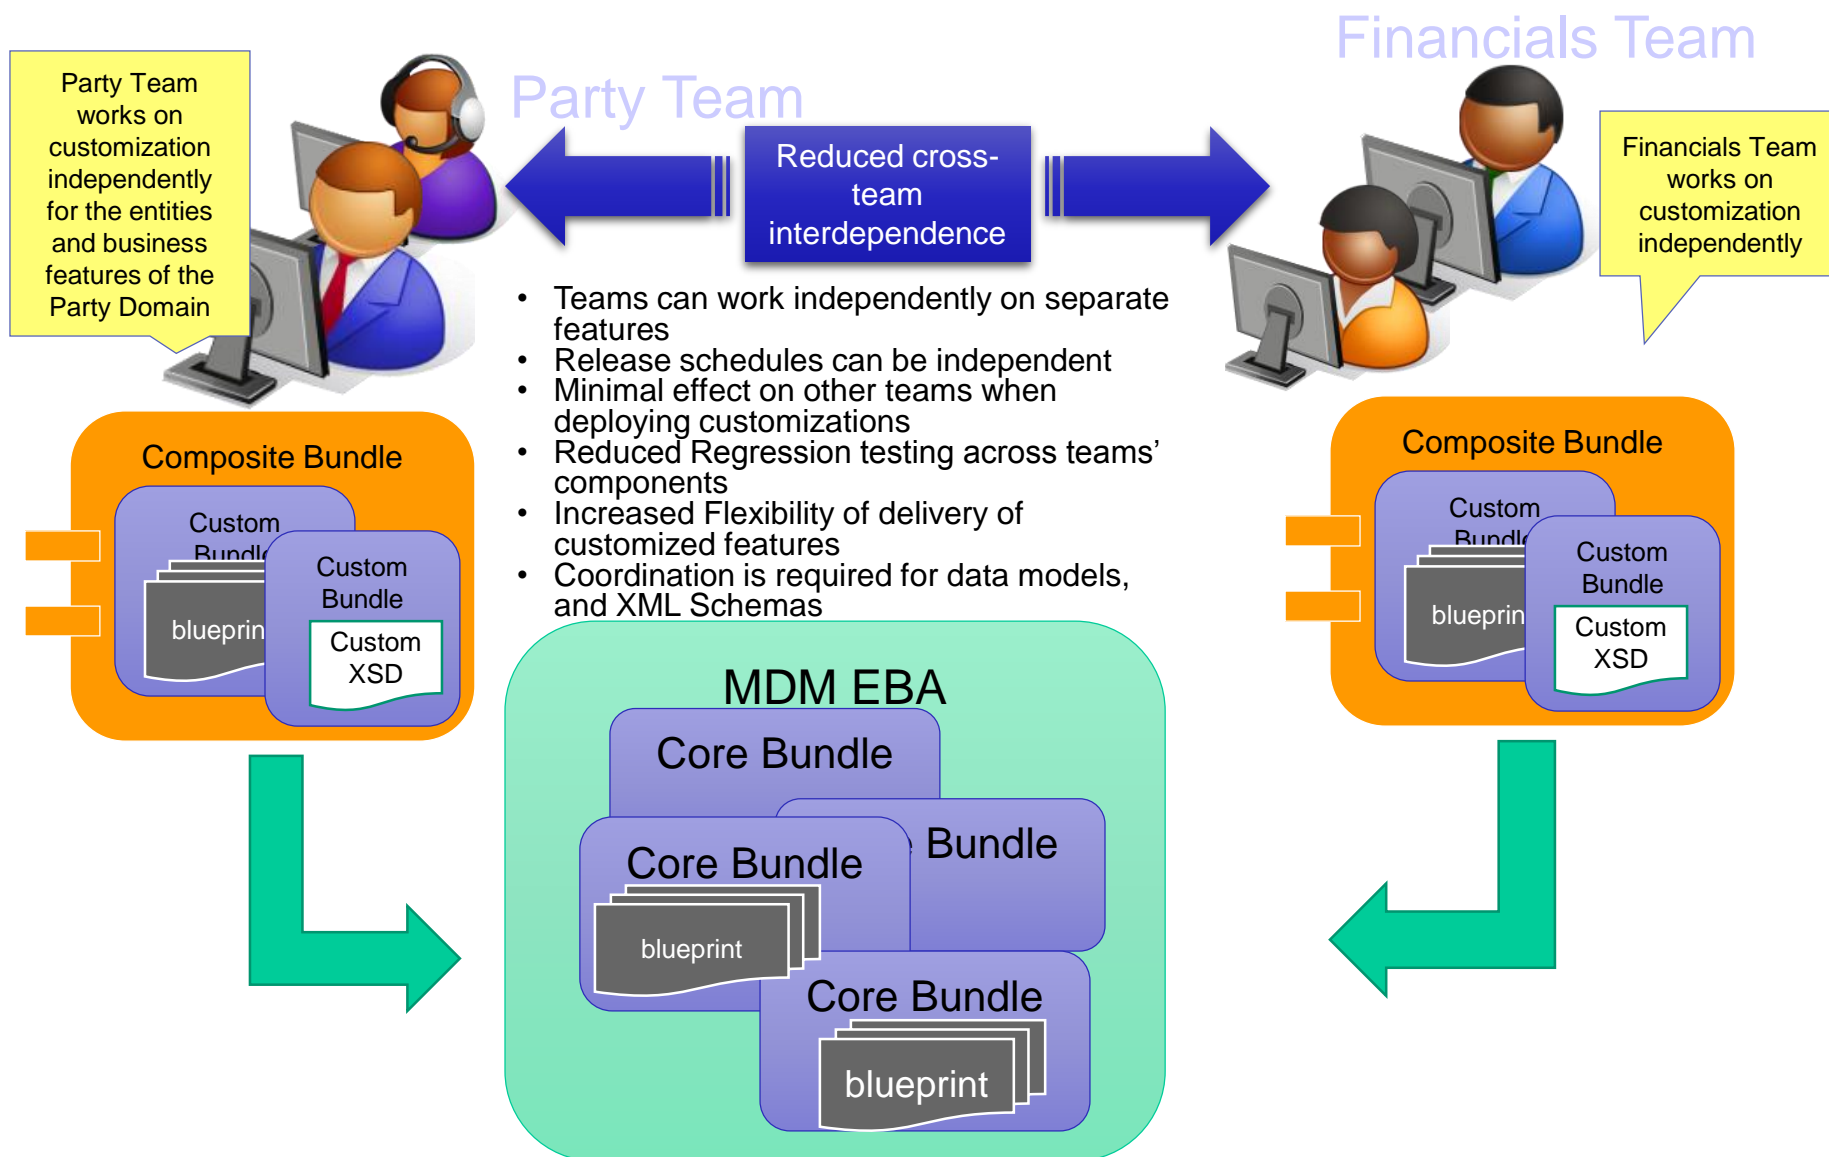 Financials Team
Party Team
Party Team
works on
customization
independently
for the entities
and business
features of the
Party Domain
Reduced cross-
team
interdependence
Financials Team
works on
customization
independently
• Teams can work independently on separate
features
• Release schedules can be independent
• Minimal effect on other teams when
deploying customizations
• Reduced Regression testing across teams’
components
• Increased Flexibility of delivery of
customized features
• Coordination is required for data models,
and XML Schemas
Composite Bundle
Custom
Bundle
blueprin
Custom
Bundle
Custom
XSD
Composite Bundle
Custom
Bundle
blueprin
Custom
Bundle
Custom
XSD
MDM EBA
Core Bundle
Bundle
Core Bundle
blueprint
Core Bundle
blueprint